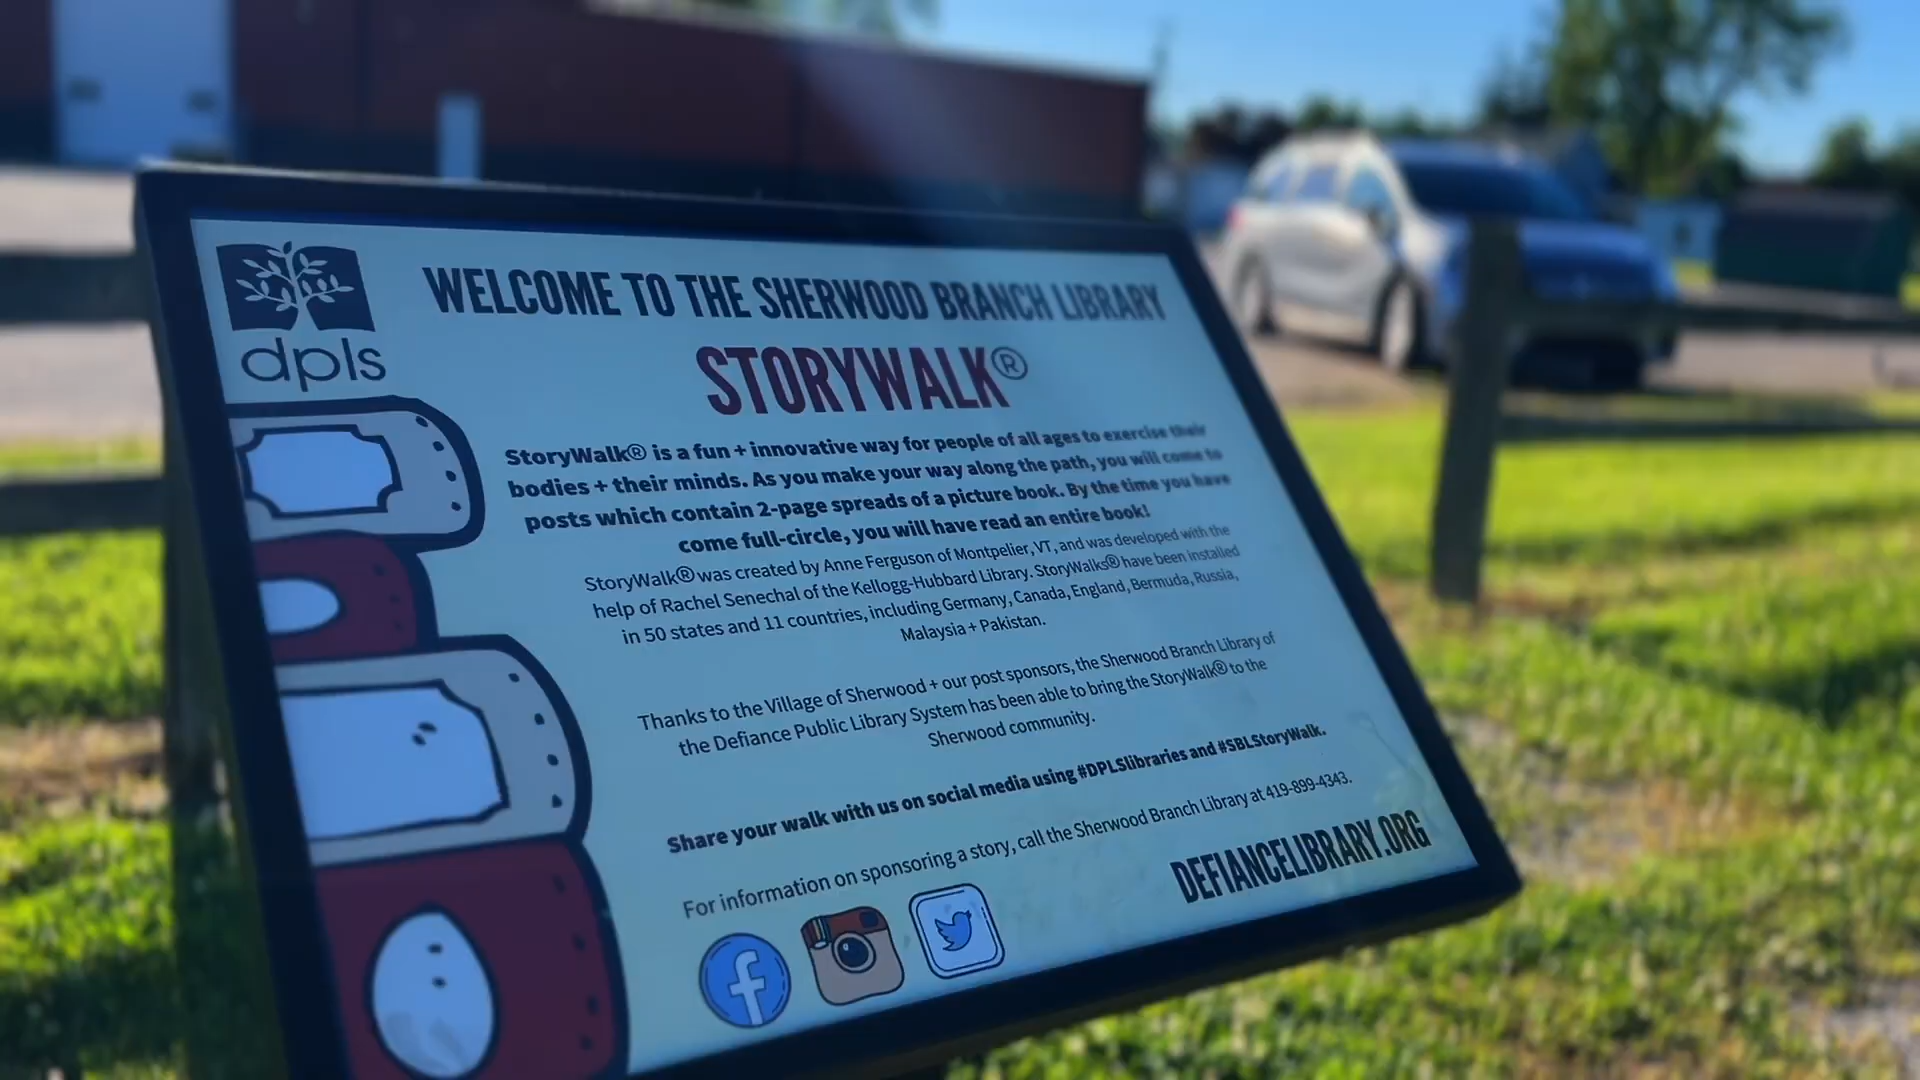 dpls
WELCOME TO THE SHERWOOD BRANCH LIBRARY
STORYWALK®
StoryWalk® is a fun + innovative way for people of all ages to exercise their
bodies + their minds. As you make your way along the path, you will come to
posts which contain 2-page spreads of a picture book. By the time you have
come full-circle, you will have read an entire book!
StoryWalk® was created by Anne Ferguson of Montpelier, VT, and was developed with the
help of Rachel Senechal of the Kellogg-Hubbard Library. StoryWalks® have been installed
in 50 states and 11 countries, including Germany, Canada, England, Bermuda, Russia,
Malaysia + Pakistan.
Thanks to the Village of Sherwood + our post sponsors, the Sherwood Branch Library of
the Defiance Public Library System has been able to bring the StoryWalk® to the
Sherwood community.
Share your walk with us on social media using #DPLSlibraries and #SBLStoryWalk.
For information on sponsoring a story, call the Sherwood Branch Library at 419-899-4343.
DEFIANCELIBRARY.ORG